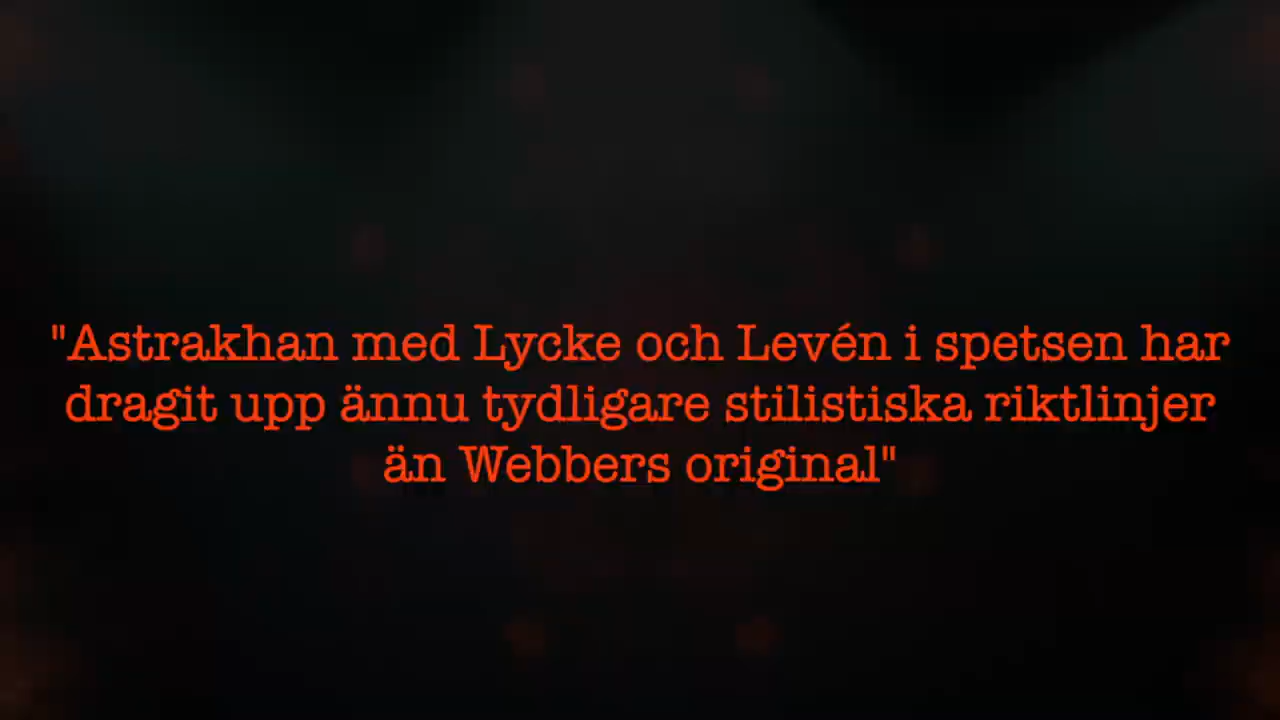 "Astrakhan med Lycke och Levén i spetsen har
dragit upp ännu tydligare stilistiska riktlinjer
än Webbers original"